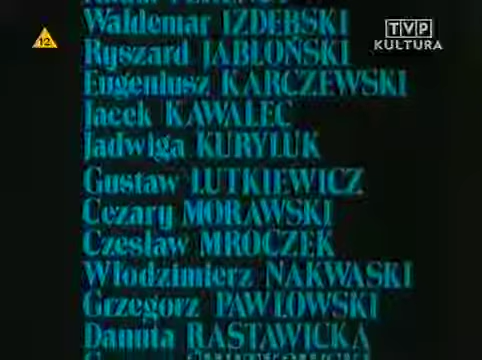 Waldemar IZDEBSKI
Ryszard JABŁOŃSKI
Eugeniusz KARCZEWSKI
Jacek KAWALEC
Jadwiga KURYLUK
Gustaw LUTKIEWICZ
Cezary MORAWSKI
Czesław MROCZEK
Włodzimierz NAKWASKI
Grzegorz PAWŁOWSKI
Danuta RASTAWICKA
12
TVP
KULTURA